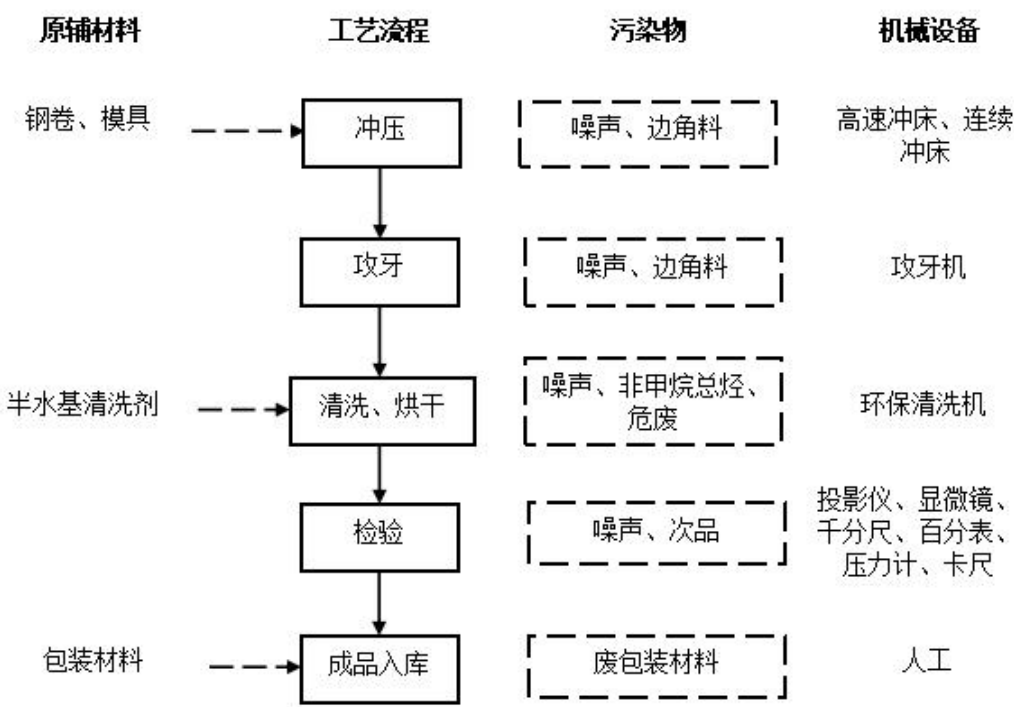 原辅材料 工艺流程 污染物 机械设备
钢卷、模具 冲压 噪声、边角料 高速冲床、连续
冲床
攻牙 噪声、边角料 攻牙机
半水基清洗剂 清洗、烘干 噪声、非甲烷总烃、
危废 环保清洗机
检验 噪声、次品 投影仪、显微镜、
千分尺、百分表、
压力计、卡尺
包装材料 成品入库 废包装材料 人工